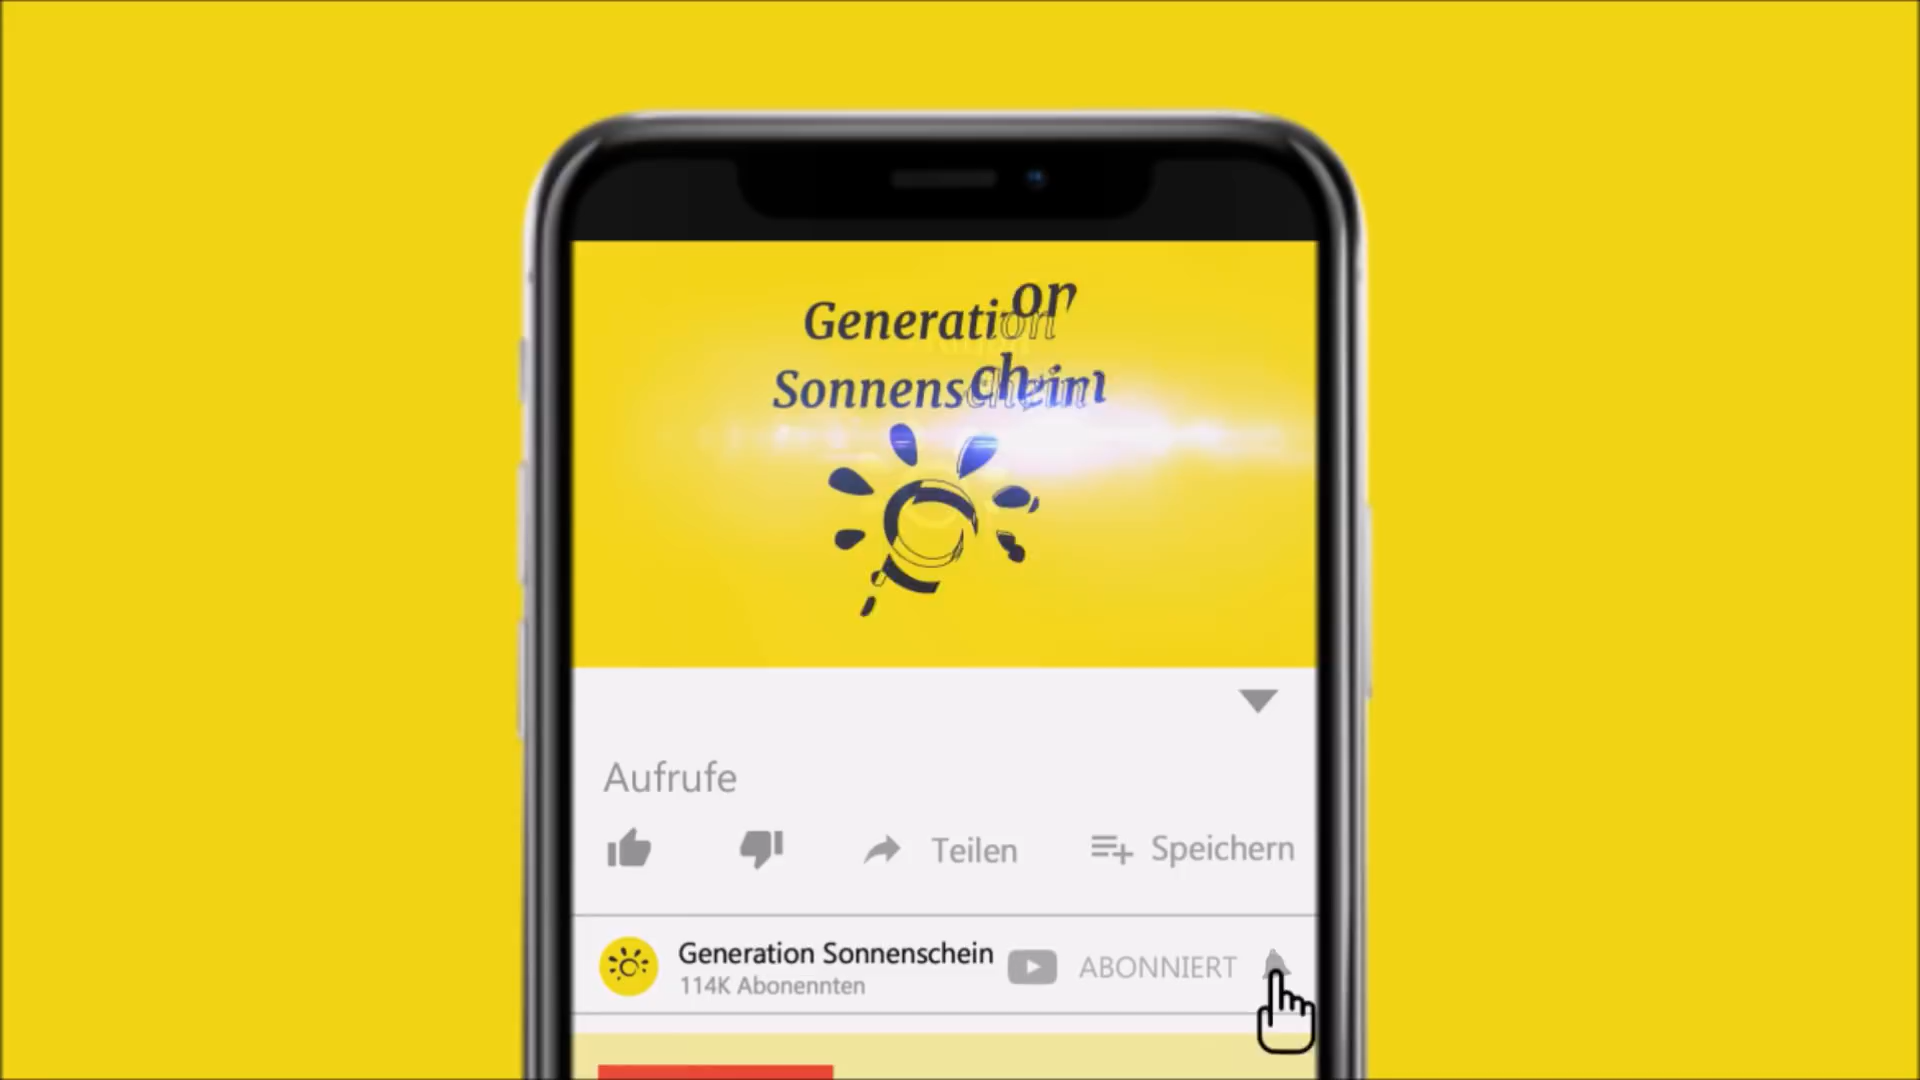 Generation
Sonnenschein
Aufrufe
Teilen
Speichern
Generation Sonnenschein
114K Abonennten
ABONNIERT